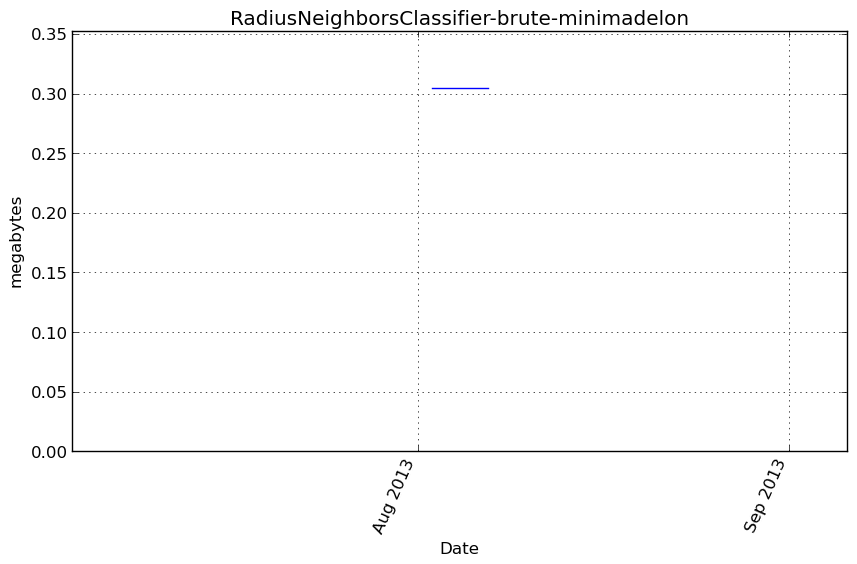 RadiusNeighborsClassifier-brute-minimadelon
0.35
0.30
0.25
0.20
0.15
0.10
0.05
0.00
megabytes
Aug 2013
Sep 2013
Date